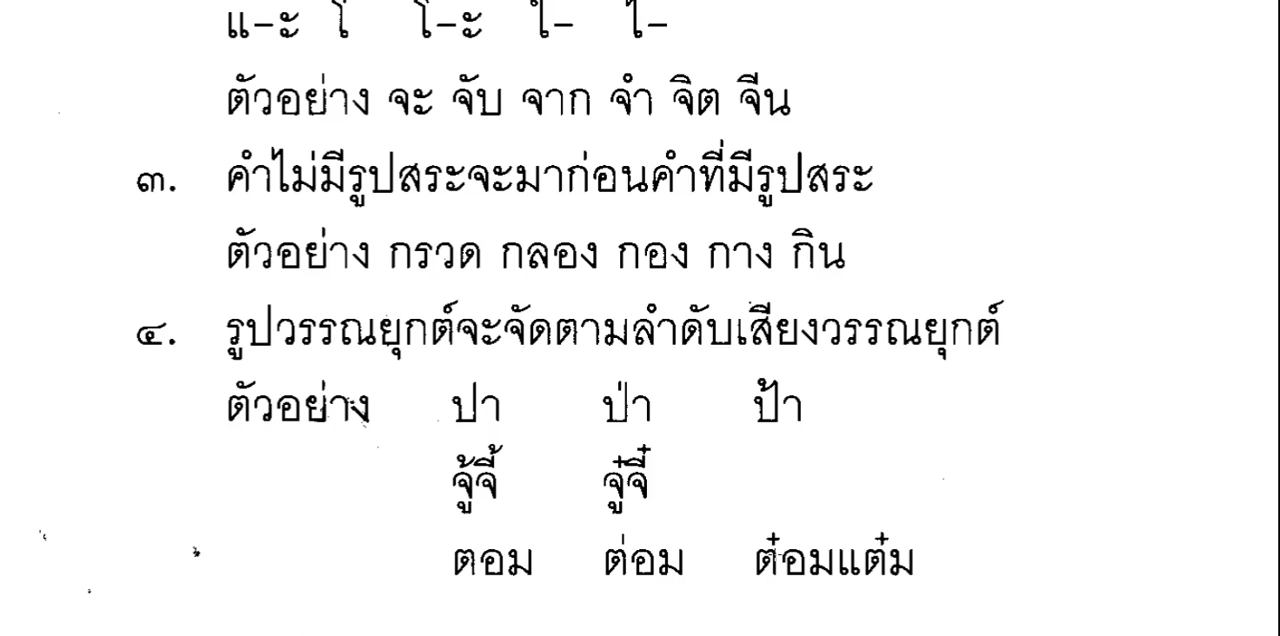 แ-ะ โ โ-ะ ใ- ไ-
ตัวอย่าง จะ จับ จาก จำ จิต จีน
๓. คำไม่มีรูปสระจะมาก่อนคำที่มีรูปสระ
ตัวอย่าง กรวด กลอง กอง กาง กิน
๔. รูปวรรณยุกต์จะจัดตามลำดับเสียงวรรณยุกต์
ตัวอย่าง ปา ป่า ป้า
จู้จี้ จู๋จี๋
ตอม ต่อม ต๋อมแต๋ม